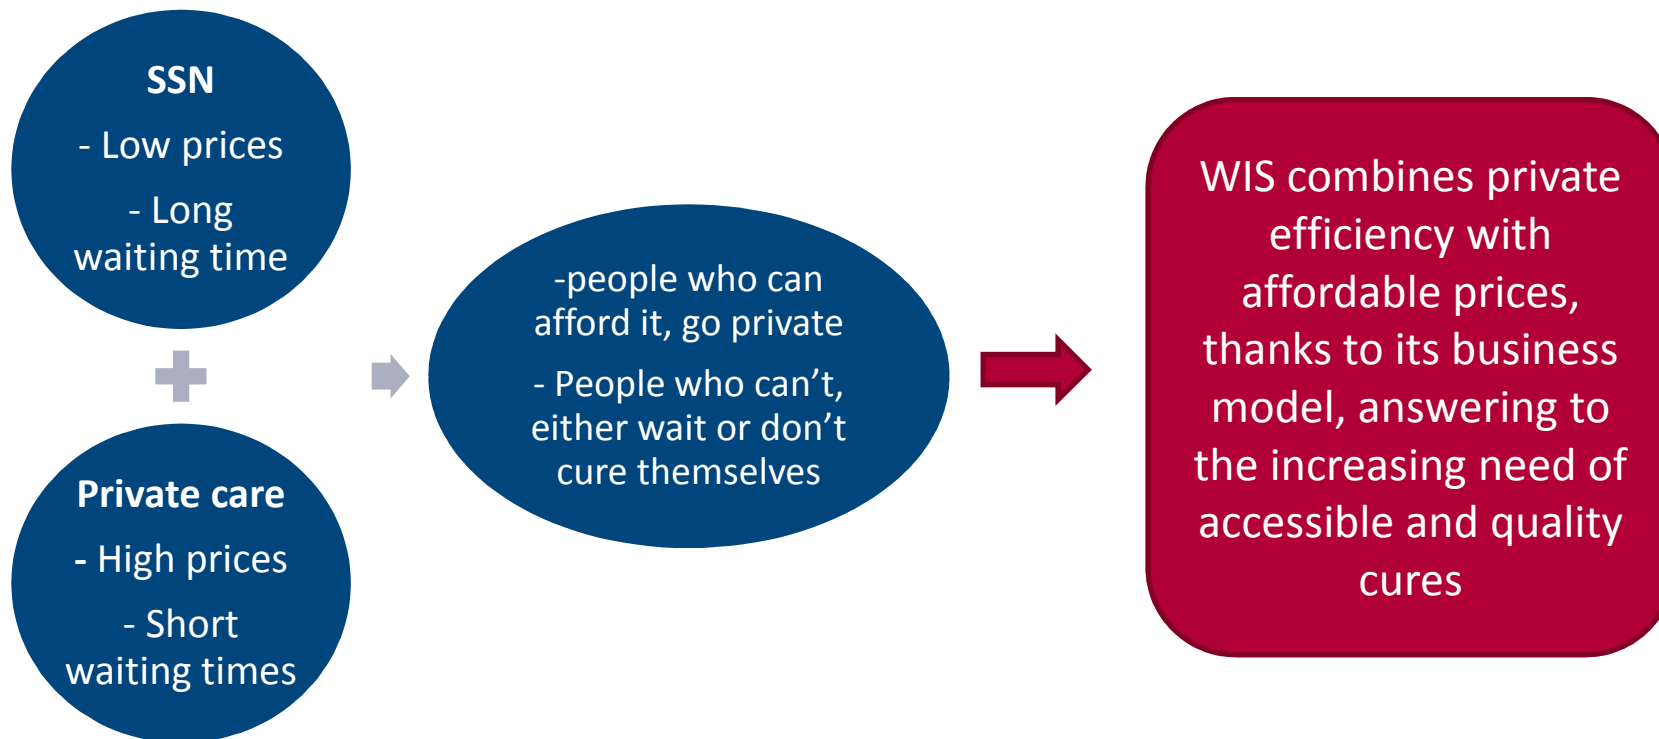 SSN
- Low prices
- Long
waiting time
Private care
- High prices
- Short
waiting times
-people who can
afford it, go private
- People who can’t,
either wait or don’t
cure themselves
WIS combines private
efficiency with
affordable prices,
thanks to its business
model, answering to
the increasing need of
accessible and quality
cures